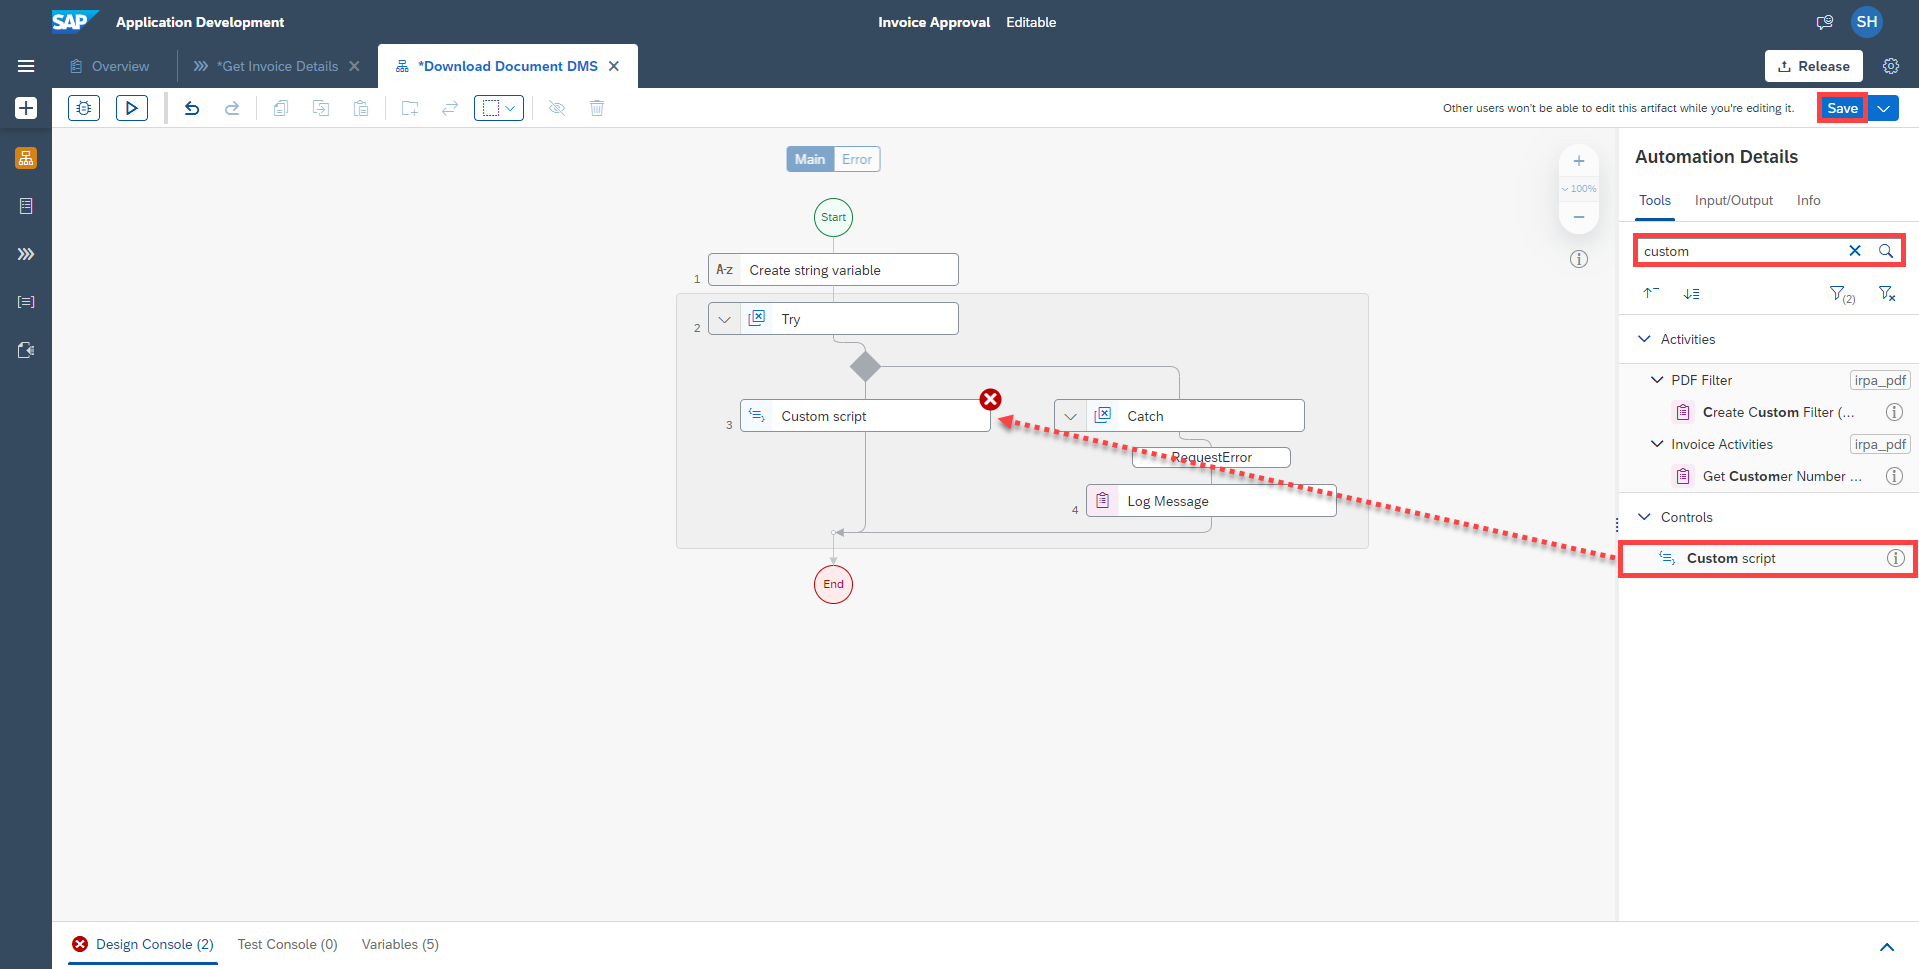 SAP Application Development
Invoice Approval Editable
SH
Overview
*Get Invoice Details
*Download Document DMS
Release
Other users won't be able to edit this artifact while you're editing it.
Save
Main Error
100%
Start
1 A-z Create string variable
2 Try
3 Custom script
Catch
RequestError
4 Log Message
End
Automation Details
Tools Input/Output Info
custom
(2)
Activities
PDF Filter irpa_pdf
Create Custom Filter (...
Invoice Activities irpa_pdf
Get Customer Number ...
Controls
Custom script
Design Console (2) Test Console (0) Variables (5)